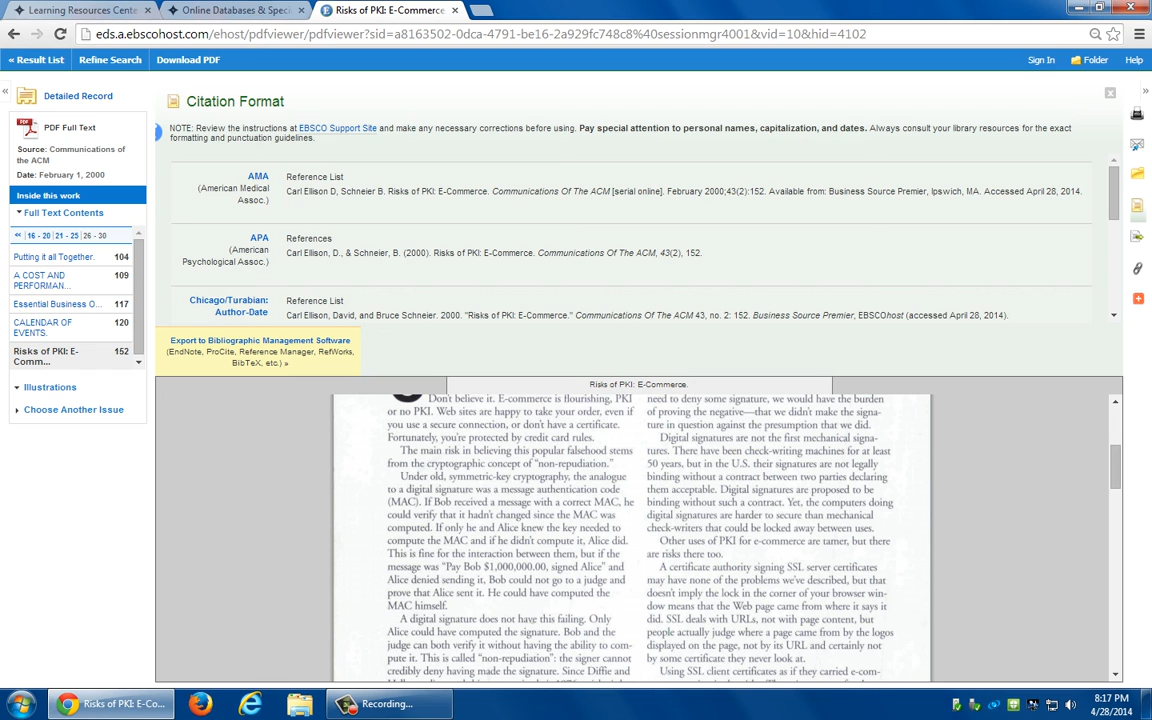 Learning Resources Cente
Online Databases & Speci
Risks of PKI: E-Commerce
eds.a.ebscohost.com/ehost/pdfviewer/pdfviewer?sid=a8163502-0dca-4791-be16-2a929fc748c8%40sessionmgr4001&vid=10&hid=4102
« Result List Refine Search Download PDF
Sign In Folder Help
Detailed Record
PDF Full Text
Source: Communications of
the ACM
Date: February 1, 2000
Inside this work
Full Text Contents
« 16 - 20 21 - 25 26 - 30
Putting it all Together. 104
A COST AND
PERFORMAN... 109
Essential Business O... 117
CALENDAR OF
EVENTS. 120
Risks of PKI: E-
Comm... 152
Illustrations
Choose Another Issue
Citation Format
NOTE: Review the instructions at EBSCO Support Site and make any necessary corrections before using. Pay special attention to personal names, capitalization, and dates. Always consult your library resources for the exact
formatting and punctuation guidelines.
AMA
(American Medical
Assoc.)
Reference List
Carl Ellison D, Schneier B. Risks of PKI: E-Commerce. Communications Of The ACM [serial online]. February 2000;43(2):152. Available from: Business Source Premier, Ipswich, MA. Accessed April 28, 2014.
APA
(American
Psychological Assoc.)
References
Carl Ellison, D., & Schneier, B. (2000). Risks of PKI: E-Commerce. Communications Of The ACM, 43(2), 152.
Chicago/Turabian:
Author-Date
Reference List
Carl Ellison, David, and Bruce Schneier. 2000. "Risks of PKI: E-Commerce." Communications Of The ACM 43, no. 2: 152. Business Source Premier, EBSCOhost (accessed April 28, 2014).
Export to Bibliographic Management Software
(EndNote, ProCite, Reference Manager, RefWorks,
BibTeX, etc.) »
Risks of PKI: E-Commerce.
Don't believe it. E-commerce is flourishing, PKI
or no PKI. Web sites are happy to take your order, even if
you use a secure connection, or don't have a certificate.
Fortunately, you're protected by credit card rules.
The main risk in believing this popular falsehood stems
from the cryptographic concept of "non-repudiation."
Under old, symmetric-key cryptography, the analogue
to a digital signature was a message authentication code
(MAC). If Bob received a message with a correct MAC, he
could verify that it hadn't changed since the MAC was
computed. If only he and Alice knew the key needed to
compute the MAC and if he didn't compute it, Alice did.
This is fine for the interaction between them, but if the
message was "Pay Bob $1,000,000.00, signed Alice" and
Alice denied sending it, Bob could not go to a judge and
prove that Alice sent it. He could have computed the
MAC himself.
A digital signature does not have this failing. Only
Alice could have computed the signature. Bob and the
judge can both verify it without having the ability to com-
pute it. This is called "non-repudiation": the signer cannot
credibly deny having made the signature. Since Diffie and
need to deny some signature, we would have the burden
of proving the negative—that we didn't make the signa-
ture in question against the presumption that we did.
Digital signatures are not the first mechanical signa-
tures. There have been check-writing machines for at least
50 years, but in the U.S. their signatures are not legally
binding without a contract between two parties declaring
them acceptable. Digital signatures are proposed to be
binding without such a contract. Yet, the computers doing
digital signatures are harder to secure than mechanical
check-writers that could be locked away between uses.
Other uses of PKI for e-commerce are tamer, but there
are risks there too.
A certificate authority signing SSL server certificates
may have none of the problems we've described, but that
doesn't imply the lock in the corner of your browser win-
dow means that the Web page came from where it says it
did. SSL deals with URLs, not with page content, but
people actually judge where a page came from by the logos
displayed on the page, not by its URL and certainly not
by some certificate they never look at.
Using SSL client certificates as if they carried e-com-
Risks of PKI: E-Co...
Recording...
8:17 PM
4/28/2014